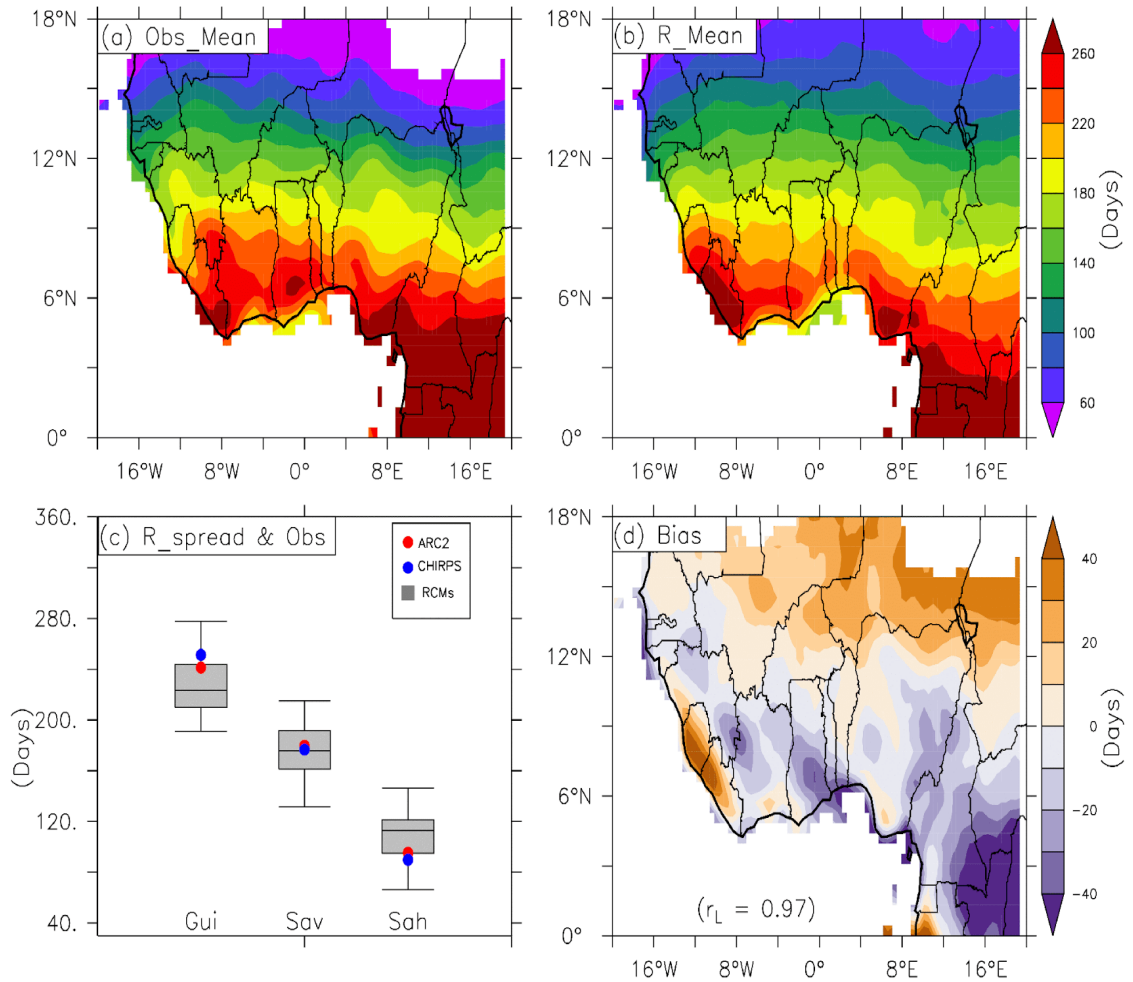 18°N
(a) Obs_Mean
12°N
6°N
0°
16°W
8°W
0°
8°E
16°E
18°N
(b) R_Mean
12°N
6°N
0°
16°W
8°W
0°
8°E
16°E
260
220
180
140
100
60
(Days)
360.
280.
200.
120.
40.
(Days)
(c) R_spread & Obs
ARC2
CHIRPS
RCMs
Gui
Sav
Sah
18°N
(d) Bias
12°N
6°N
0°
(r_L = 0.97)
16°W
8°W
0°
8°E
16°E
40
20
0
-20
-40
(Days)